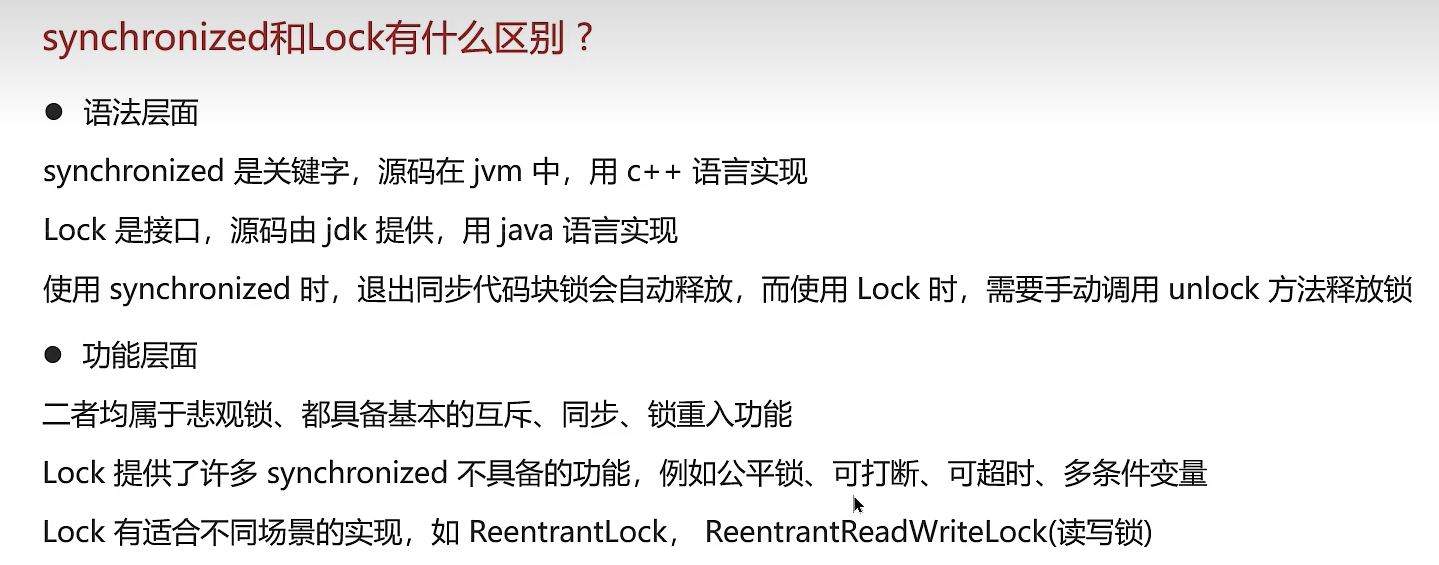 synchronized和Lock有什么区别？
● 语法层面
synchronized 是关键字，源码在 jvm 中，用 c++ 语言实现
Lock 是接口，源码由 jdk 提供，用 java 语言实现
使用 synchronized 时，退出同步代码块锁会自动释放，而使用 Lock 时，需要手动调用 unlock 方法释放锁
● 功能层面
二者均属于悲观锁、都具备基本的互斥、同步、锁重入功能
Lock 提供了许多 synchronized 不具备的功能，例如公平锁、可打断、可超时、多条件变量
Lock 有适合不同场景的实现，如 ReentrantLock， ReentrantReadWriteLock(读写锁)